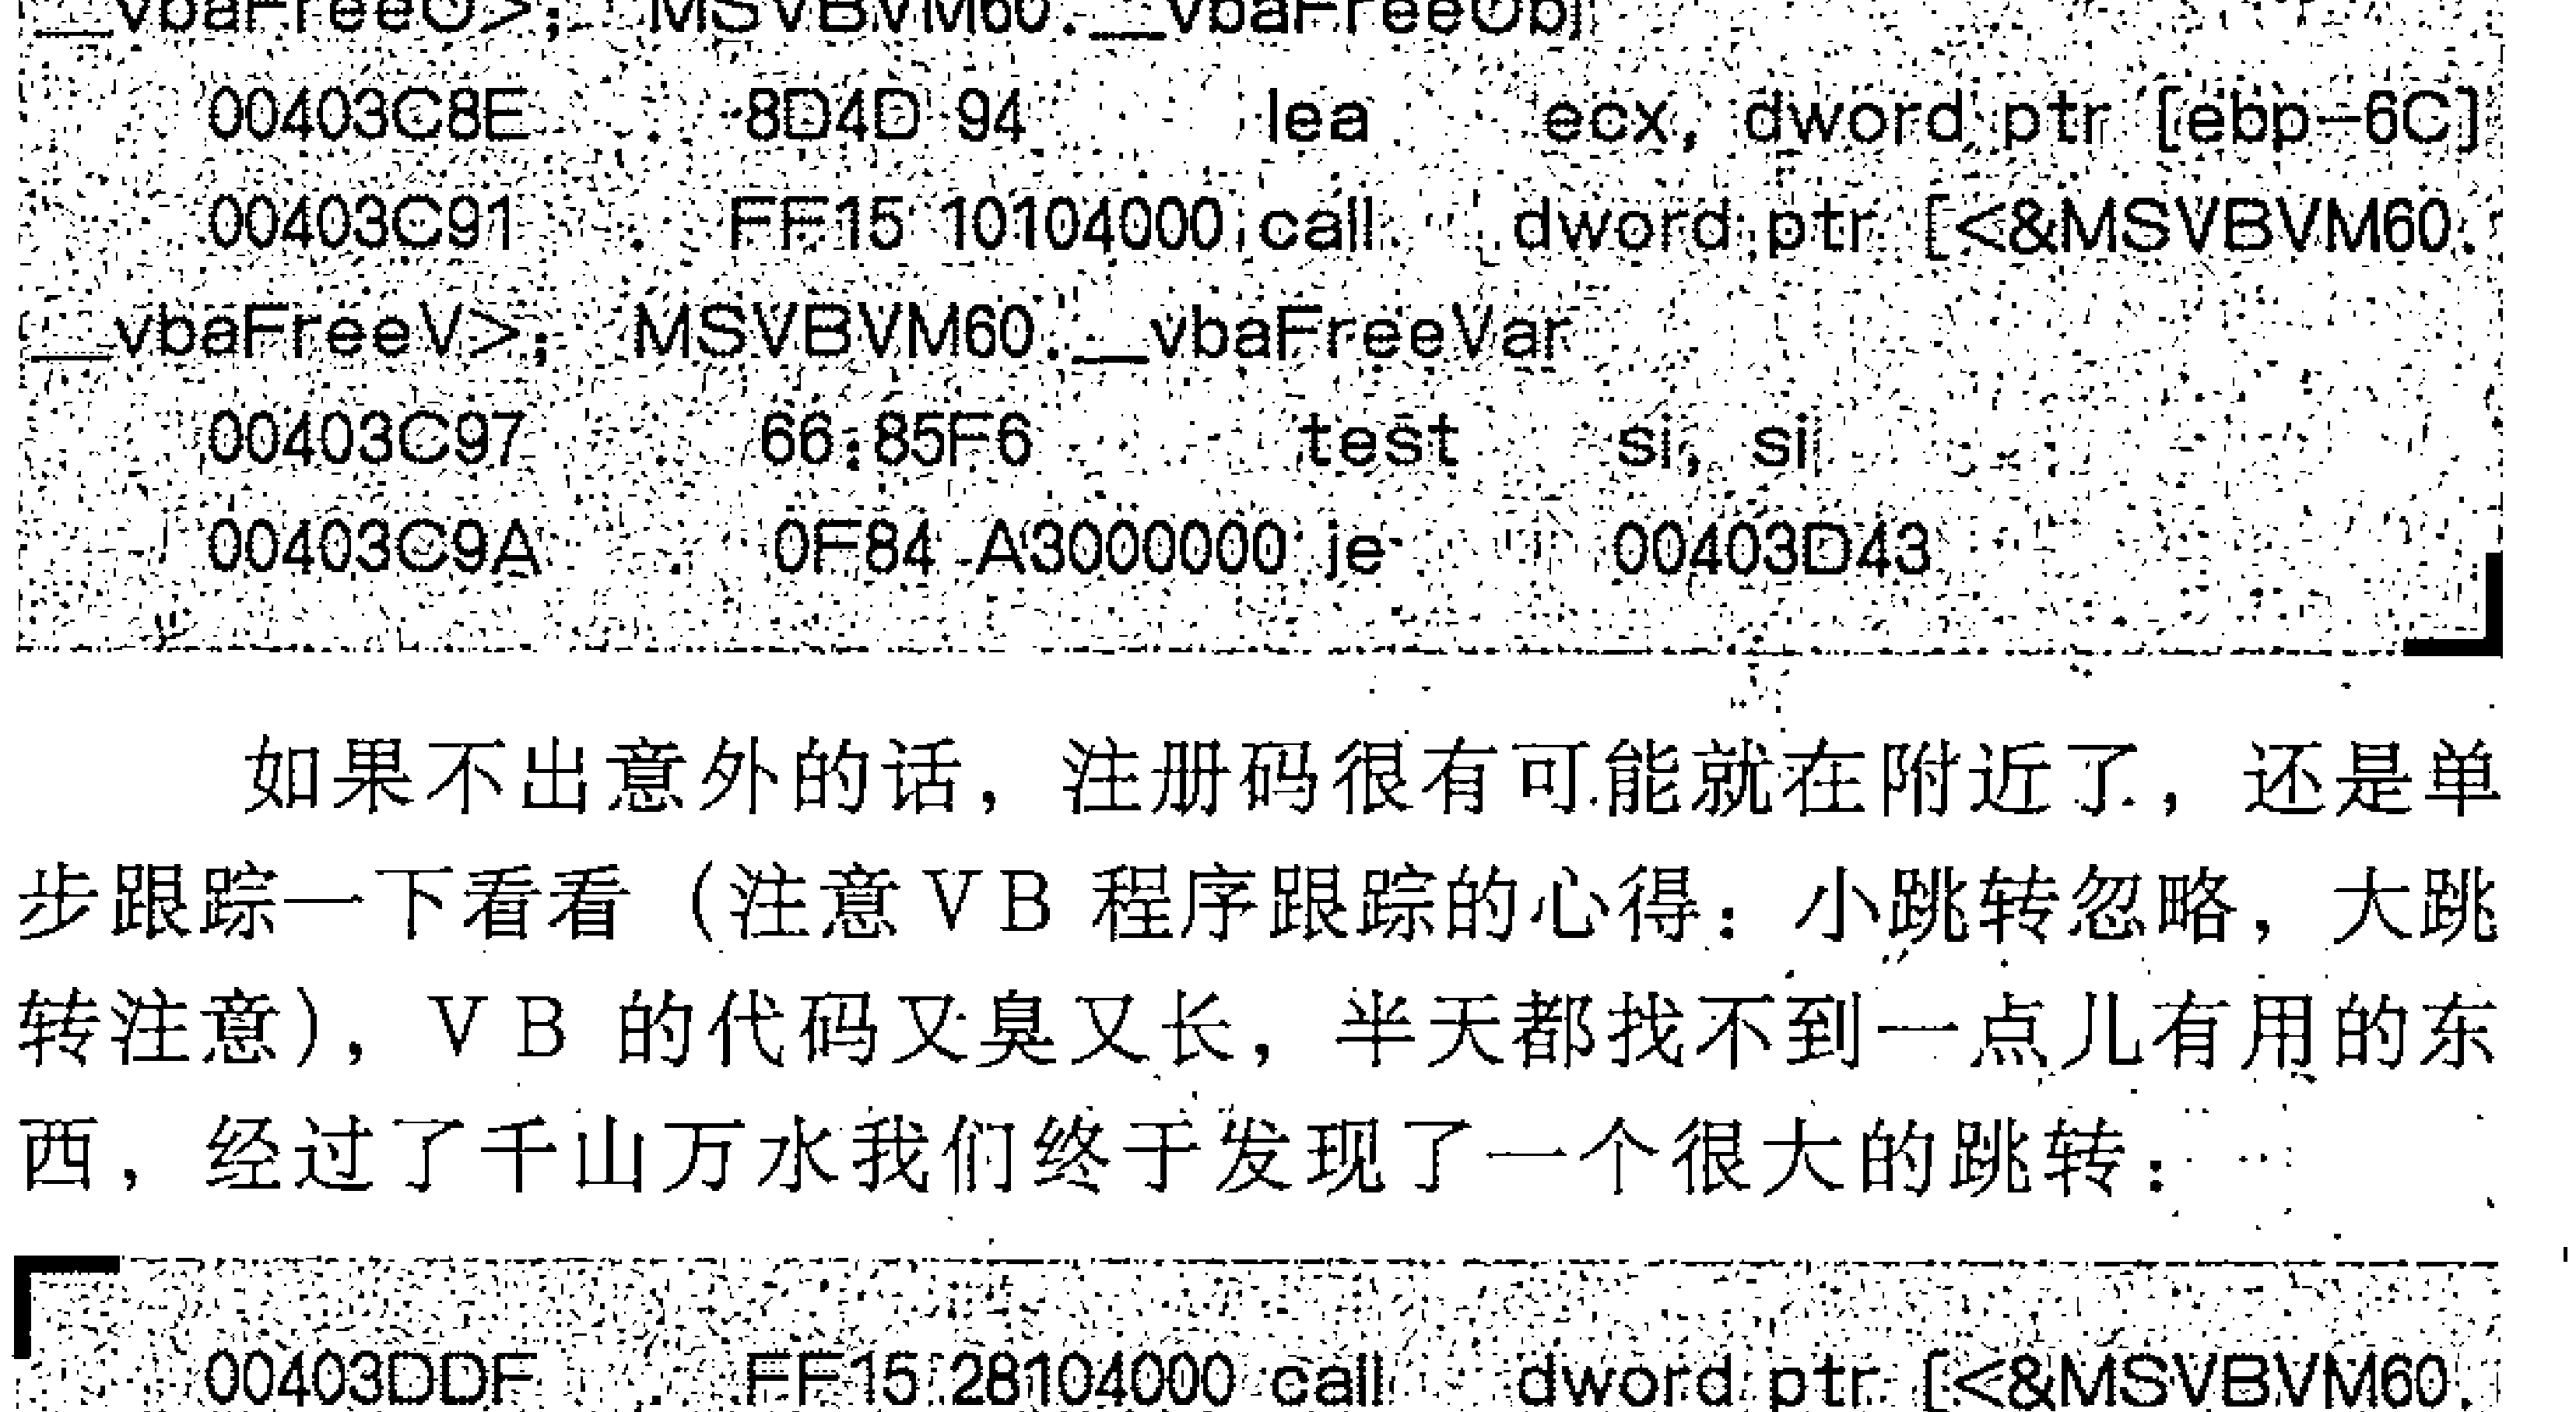 __vbaFreeO>;   MSVBVM60.__vbaFreeObj
00403C8E   .   8D4D 94   lea   ecx, dword ptr [ebp-6C]
00403C91   .   FF15 10104000 call   dword ptr [<&MSVBVM60.
__vbaFreeV>;   MSVBVM60.__vbaFreeVar
00403C97   .   66:85F6   test   si, si
00403C9A   .   0F84 A3000000 je   00403D43
如果不出意外的话，注册码很有可能就在附近了，还是单
步跟踪一下看看（注意VB 程序跟踪的心得：小跳转忽略，大跳
转注意），VB 的代码又臭又长，半天都找不到一点儿有用的东
西，经过了千山万水我们终于发现了一个很大的跳转：
00403DDF   .   FF15 28104000 call   dword ptr [<&MSVBVM60.